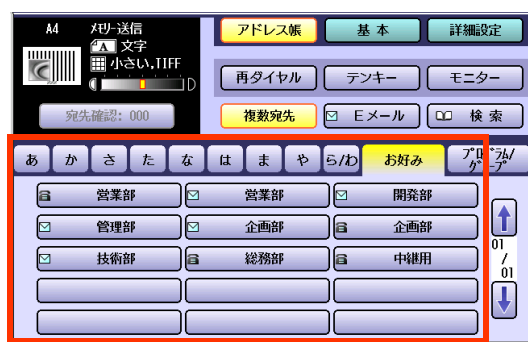 A4 ﾒﾓﾘｰ送信 アドレス帳 基本 詳細設定
A 文字
小さい,TIFF
D 再ダイヤル テンキー モニター
宛先確認: 000 複数宛先 Eメール 検索
あ か さ た な は ま や ら/わ お好み ﾌﾟﾛｸﾞﾗﾑ/
ｸﾞﾙｰﾌﾟ
営業部 営業部 開発部
管理部 企画部 企画部
技術部 総務部 中継用
01
/
01